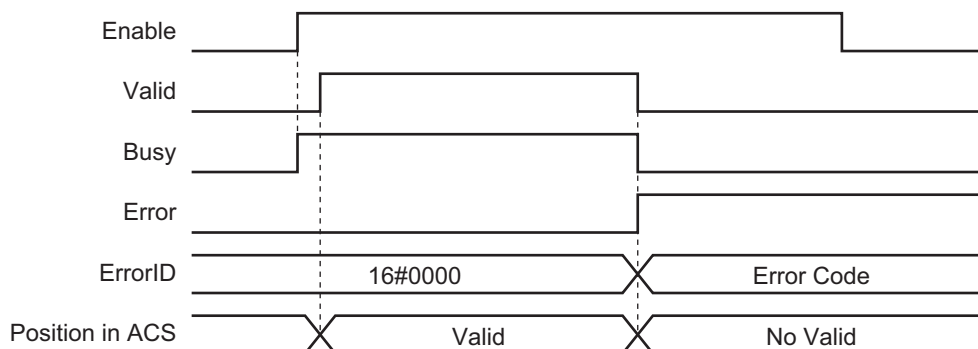 Enable
Valid
Busy
Error
ErrorID 16#0000 Error Code
Position in ACS Valid No Valid